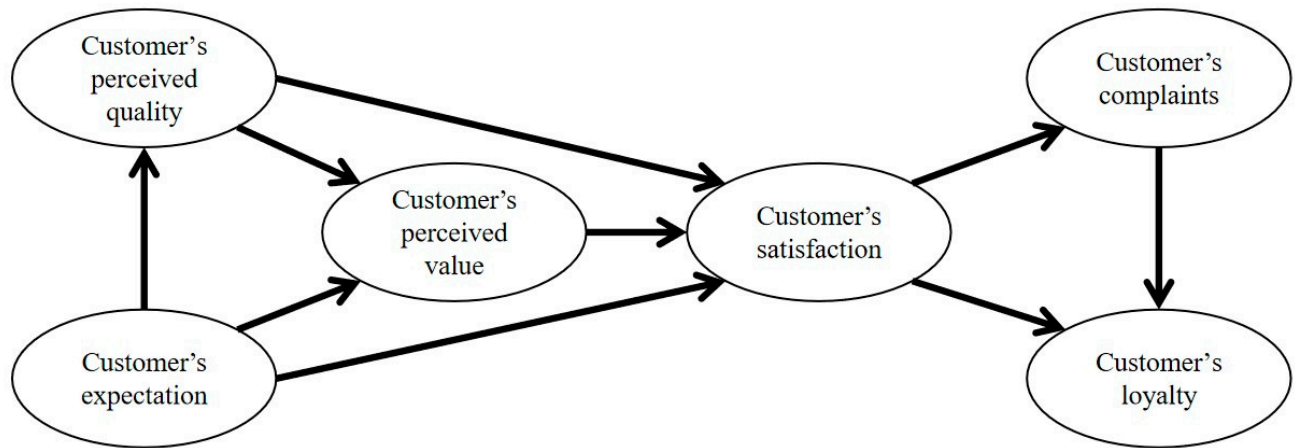 Customer’s
perceived
quality
Customer’s
complaints
Customer’s
perceived
value
Customer’s
satisfaction
Customer’s
expectation
Customer’s
loyalty